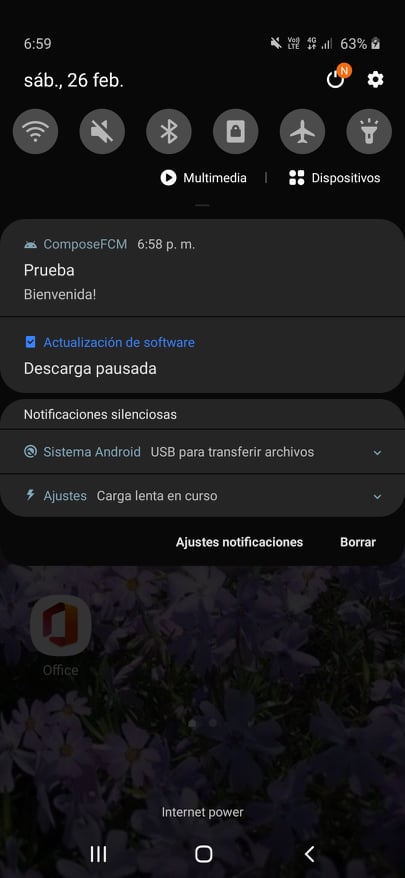 6:59
Vo)) LTE 4G 63%
sáb., 26 feb.
N
Multimedia | Dispositivos
ComposeFCM 6:58 p. m.
Prueba
Bienvenida!
Actualización de software
Descarga pausada
Notificaciones silenciosas
Sistema Android USB para transferir archivos
Ajustes Carga lenta en curso
Ajustes notificaciones Borrar
Office
Internet power